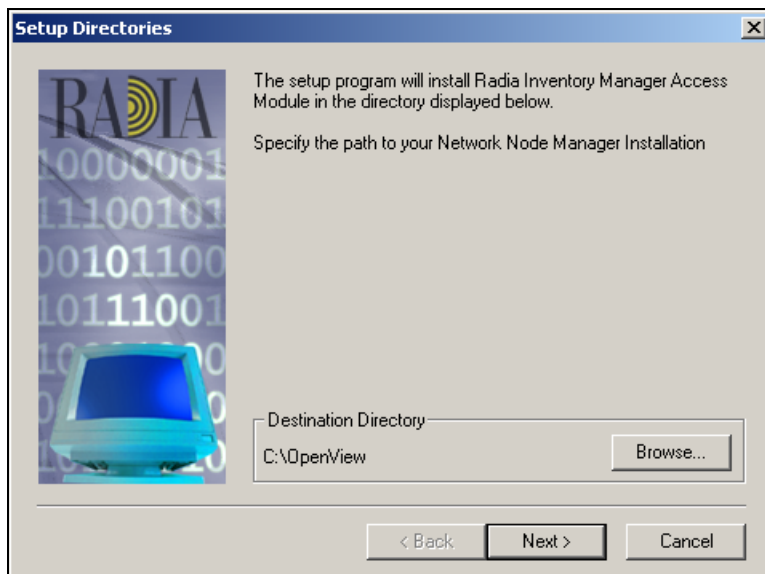 Setup Directories
RADIA
10000001
11100101
00101100
10111001
The setup program will install Radia Inventory Manager Access
Module in the directory displayed below.
Specify the path to your Network Node Manager Installation
Destination Directory
C:\OpenView
Browse...
< Back
Next >
Cancel